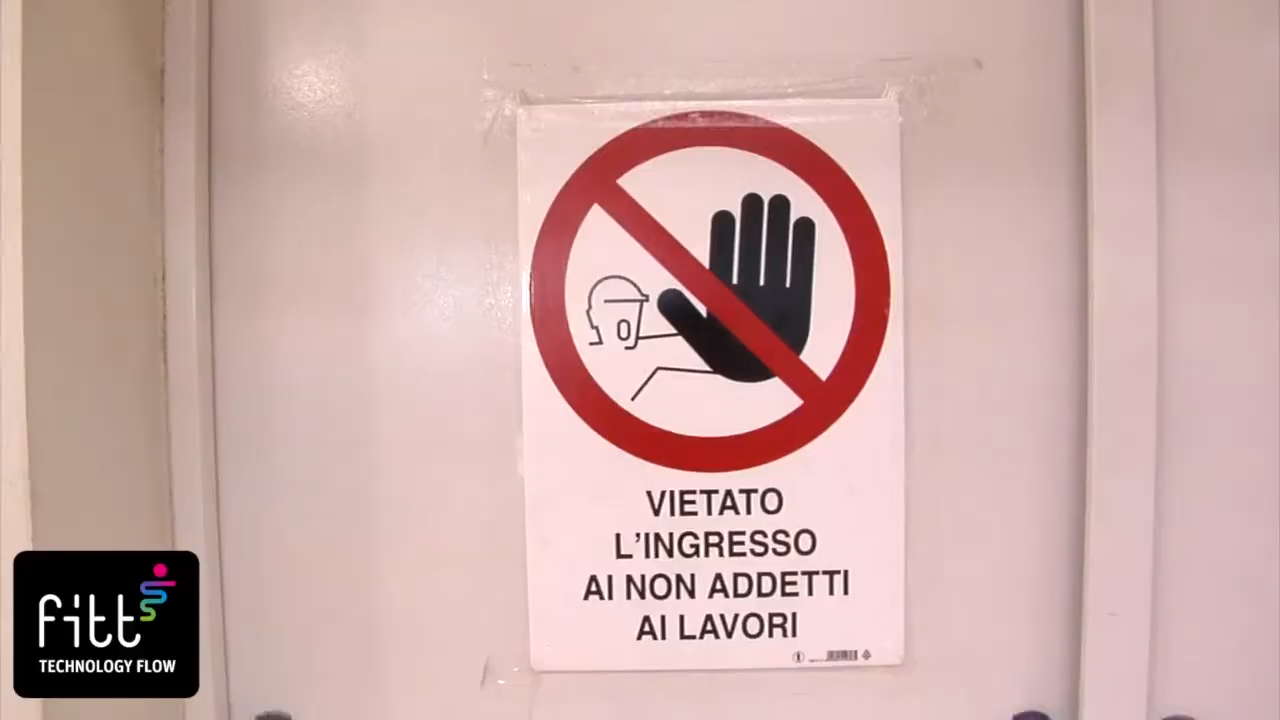 VIETATO
L'INGRESSO
AI NON ADDETTI
AI LAVORI
fitt
TECHNOLOGY FLOW